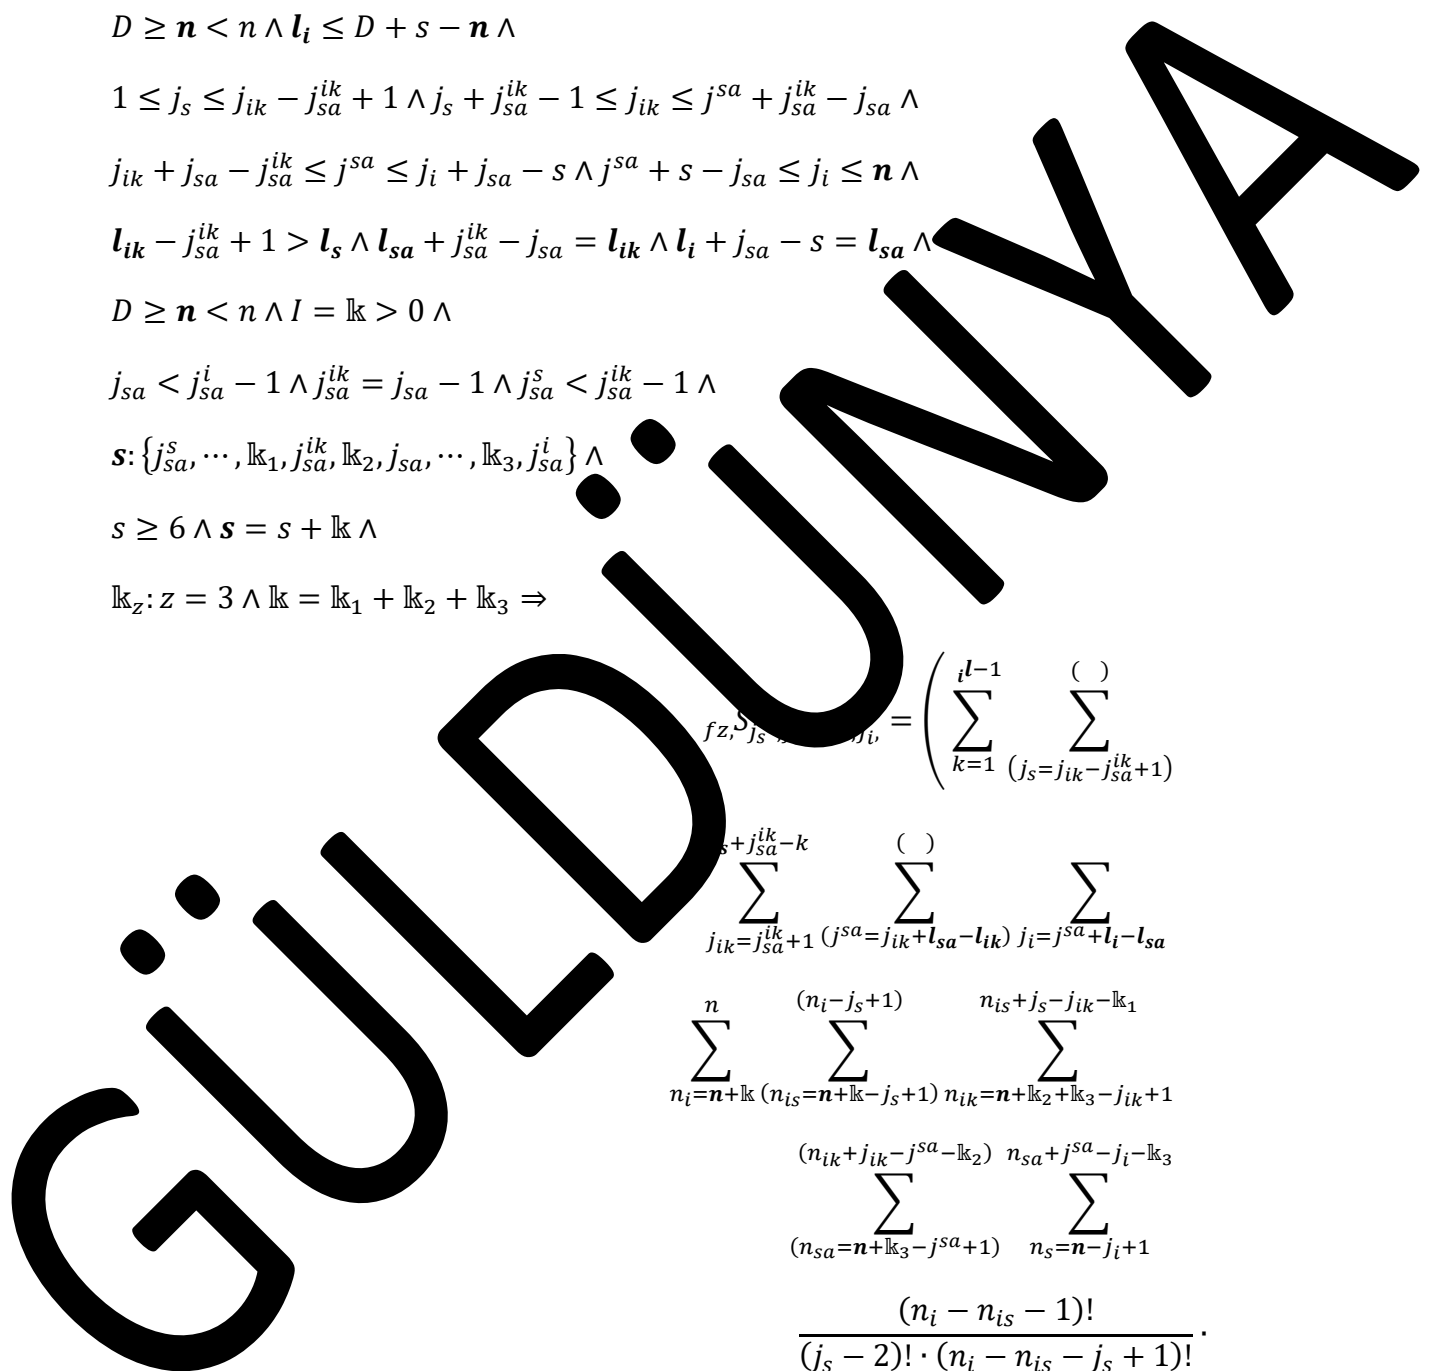 D ≥ n < n ∧ l_i ≤ D + s − n ∧
1 ≤ j_s ≤ j_{ik} − j_{sa}^{ik} + 1 ∧ j_s + j_{sa}^{ik} − 1 ≤ j_{ik} ≤ j^{sa} + j_{sa}^{ik} − j_{sa} ∧
j_{ik} + j_{sa} − j_{sa}^{ik} ≤ j^{sa} ≤ j_i + j_{sa} − s ∧ j^{sa} + s − j_{sa} ≤ j_i ≤ n ∧
l_{ik} − j_{sa}^{ik} + 1 > l_s ∧ l_{sa} + j_{sa}^{ik} − j_{sa} = l_{ik} ∧ l_i + j_{sa} − s = l_{sa} ∧
D ≥ n < n ∧ I = 𝕜 > 0 ∧
j_{sa} < j_{sa}^i − 1 ∧ j_{sa}^{ik} = j_{sa} − 1 ∧ j_{sa}^s < j_{sa}^{ik} − 1 ∧
s: {j_{sa}^s, ⋯, 𝕜_1, j_{sa}^{ik}, 𝕜_2, j_{sa}, ⋯, 𝕜_3, j_{sa}^i} ∧
s ≥ 6 ∧ s = s + 𝕜 ∧
𝕜_z: z = 3 ∧ 𝕜 = 𝕜_1 + 𝕜_2 + 𝕜_3 ⇒
= ( ∑_{k=1}^{_il−1} ∑_{(j_s=j_{ik}−j_{sa}^{ik}+1)}^{( )}
∑_{j_{ik}=j_{sa}^{ik}+1}^{s+j_{sa}^{ik}−k} ∑_{(j^{sa}=j_{ik}+l_{sa}−l_{ik})}^{( )} ∑_{j_i=j^{sa}+l_i−l_{sa}}
∑_{n_i=n+𝕜}^{n} ∑_{(n_{is}=n+𝕜−j_s+1)}^{(n_i−j_s+1)} ∑_{n_{ik}=n+𝕜_2+𝕜_3−j_{ik}+1}^{n_{is}+j_s−j_{ik}−𝕜_1}
∑_{(n_{sa}=n+𝕜_3−j^{sa}+1)}^{(n_{ik}+j_{ik}−j^{sa}−𝕜_2)} ∑_{n_s=n−j_i+1}^{n_{sa}+j^{sa}−j_i−𝕜_3}
(n_i − n_{is} − 1)!
(j_s − 2)! · (n_i − n_{is} − j_s + 1)! ·
GÜLDÜNYA